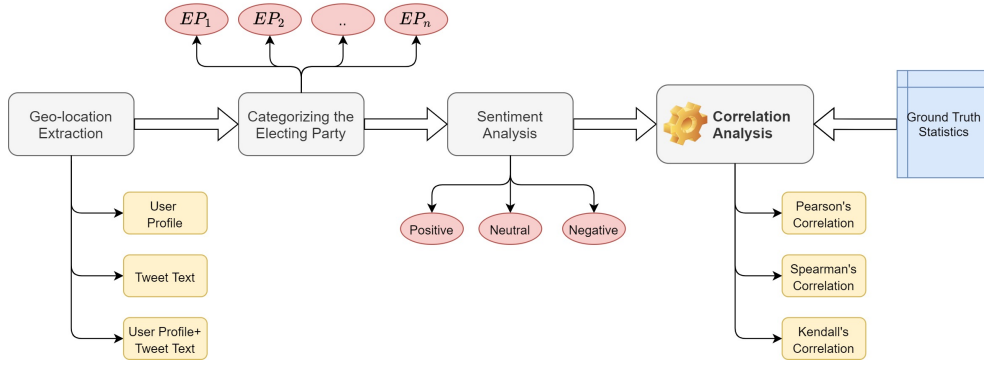 EP₁
EP₂
..
EPₙ
Geo-location
Extraction
Categorizing the
Electing Party
Sentiment
Analysis
Correlation
Analysis
Ground Truth
Statistics
User
Profile
Tweet Text
User Profile+
Tweet Text
Positive
Neutral
Negative
Pearson's
Correlation
Spearman's
Correlation
Kendall's
Correlation